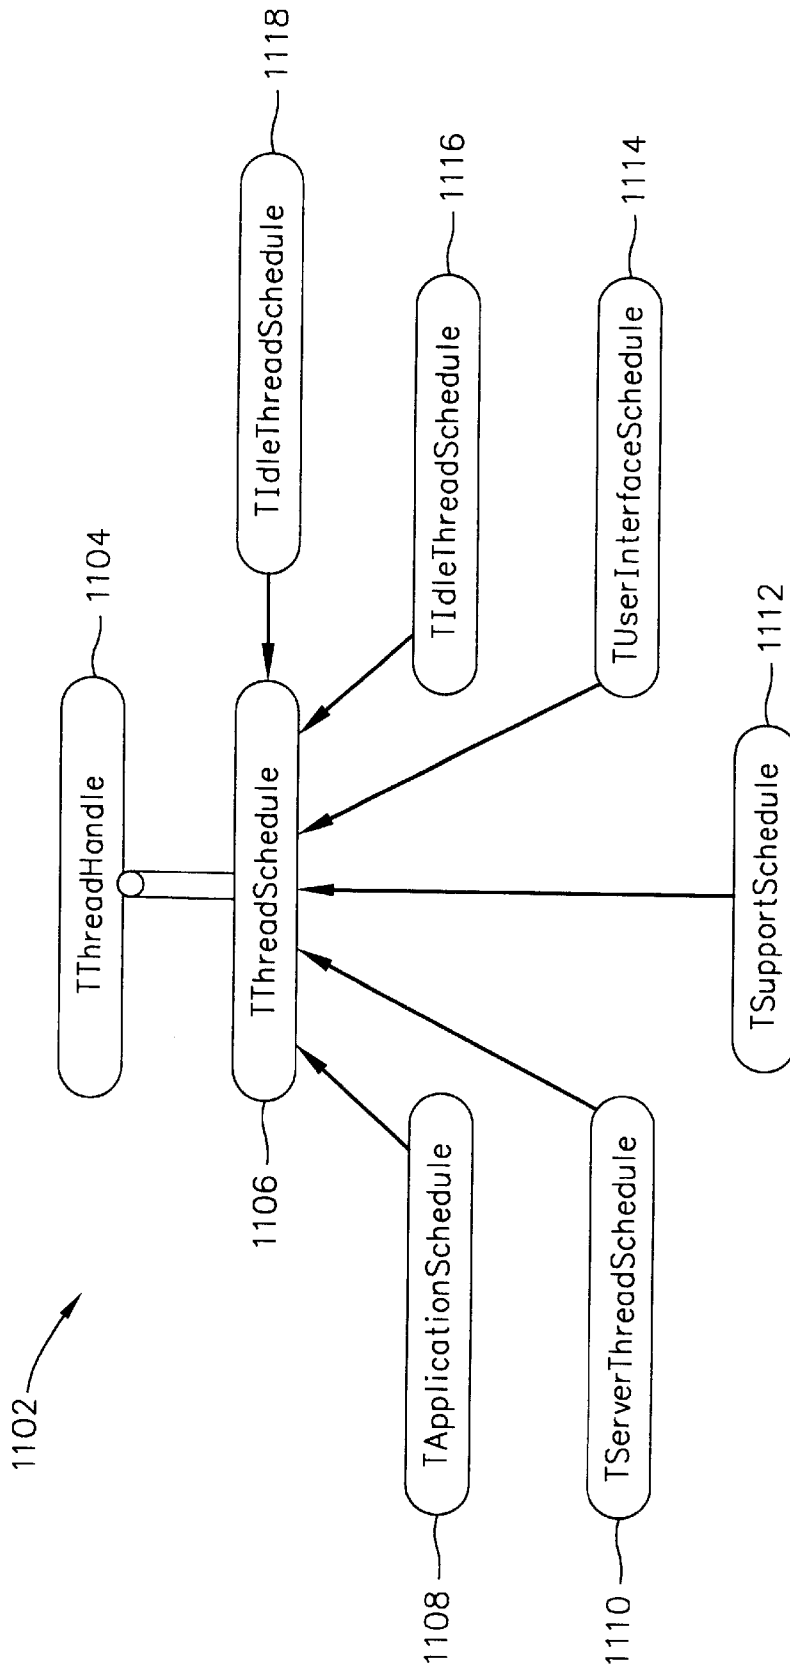 1102
TThreadHandle
1104
TThreadSchedule
1106
TIdleThreadSchedule
1118
TApplicationSchedule
1108
TIdleThreadSchedule
1116
TServerThreadSchedule
1110
TUserInterfaceSchedule
1114
TSupportSchedule
1112